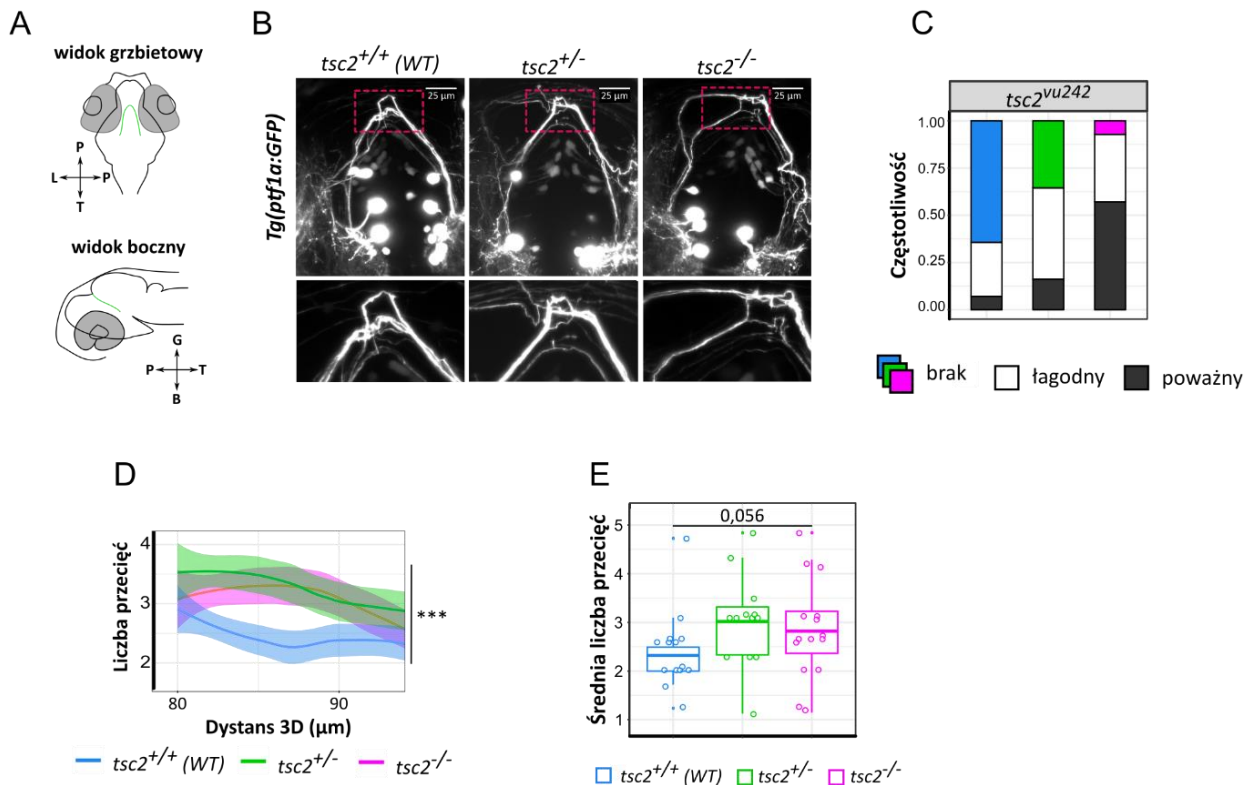 A
widok grzbietowy
P
L P
T
widok boczny
G
P T
B
B
tsc2+/+ (WT) tsc2+/- tsc2-/-
Tg(ptf1a:GFP)
25 µm 25 µm 25 µm
C
tsc2vu242
Częstotliwość
1.00
0.75
0.50
0.25
0.00
brak łagodny poważny
D
Liczba przecięć
4
3
2
***
80 90
Dystans 3D (µm)
tsc2+/+ (WT) tsc2+/- tsc2-/-
E
Średnia liczba przecięć
0,056
5
4
3
2
1
tsc2+/+ (WT) tsc2+/- tsc2-/-